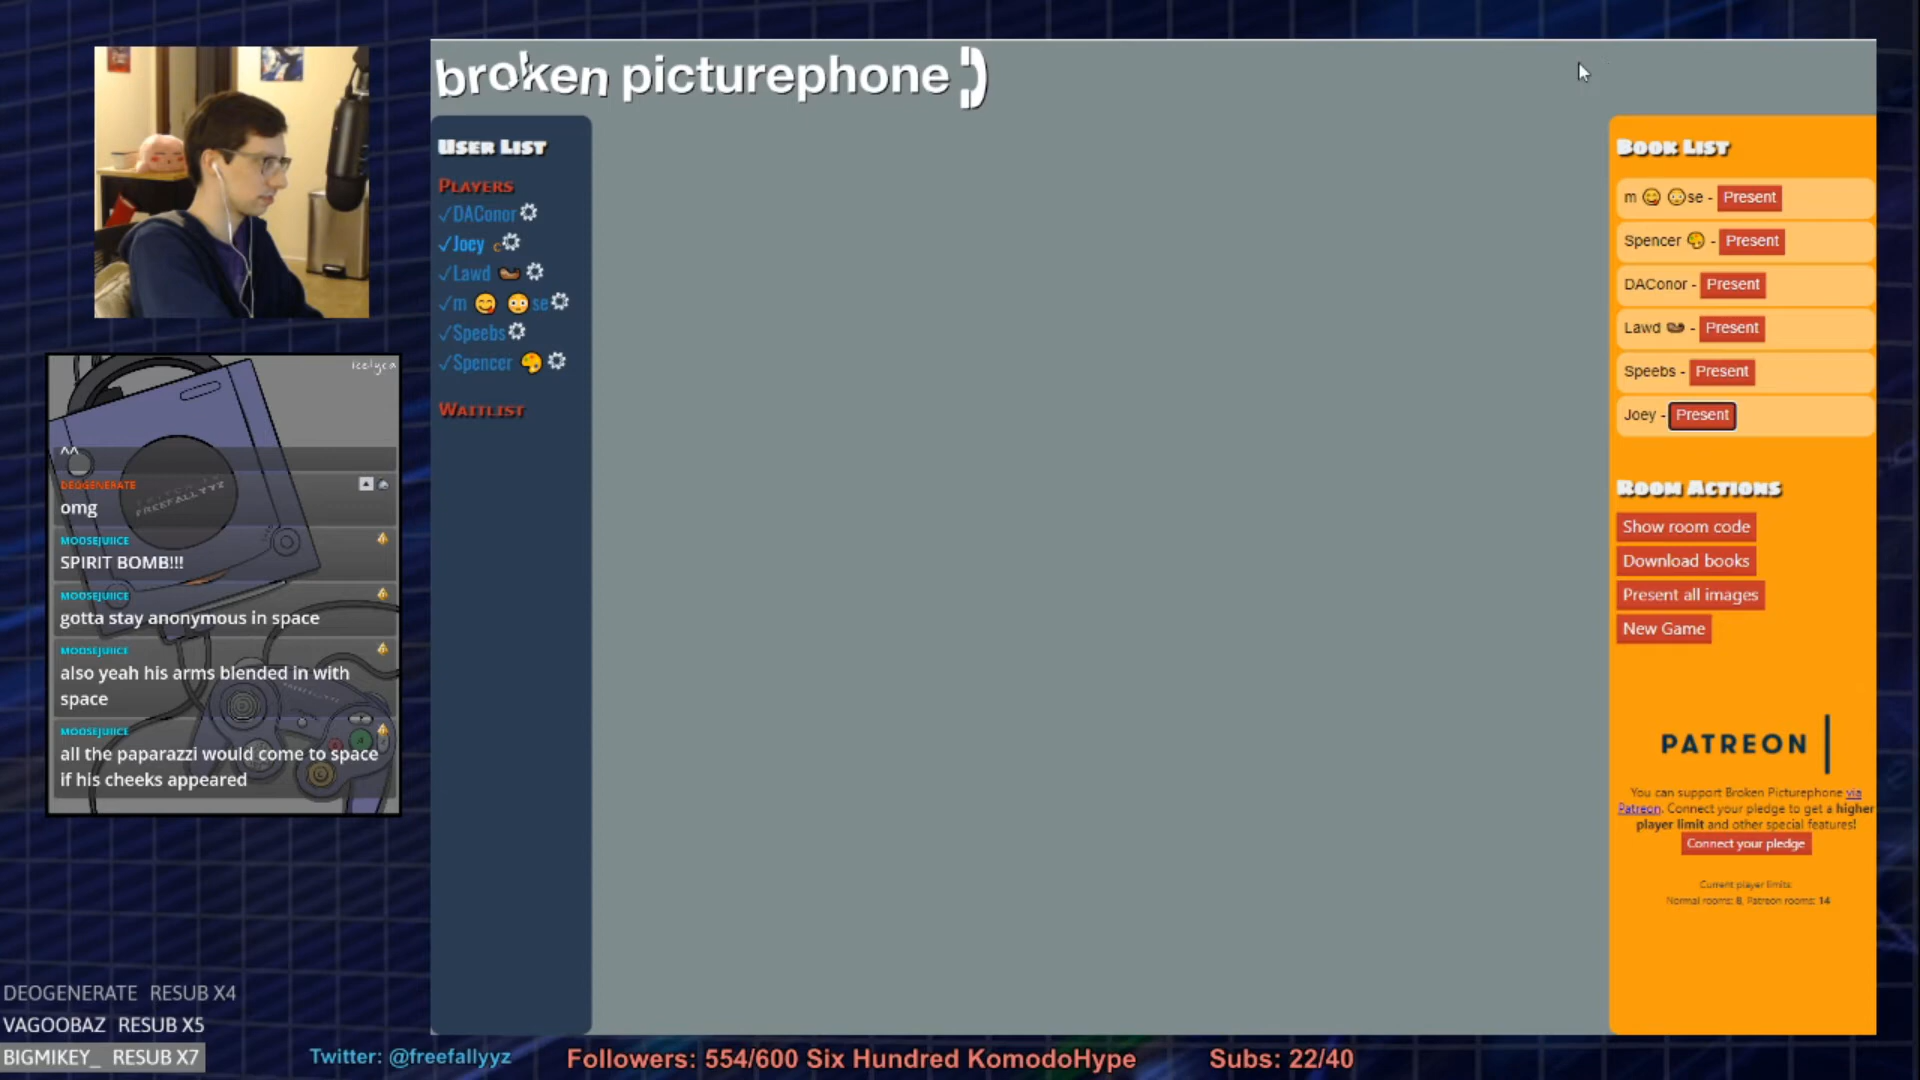 broken picturephone
User List
Players
✓DAConor
✓Joey c
✓Lawd
✓m 😋 😳 se
✓Speebs
✓Spencer
Waitlist
Book List
m 😋 😳se - Present
Spencer 🎨 - Present
DAConor - Present
Lawd - Present
Speebs - Present
Joey - Present
Room Actions
Show room code
Download books
Present all images
New Game
PATREON
You can support Broken Picturephone via
Patreon. Connect your pledge to get a higher
player limit and other special features!
Connect your pledge
Current player limits:
Normal rooms: 8, Patreon rooms: 14
icelyca
^^
DEOGENERATE
omg
MOOSEJUIICE
SPIRIT BOMB!!!
MOOSEJUIICE
gotta stay anonymous in space
MOOSEJUIICE
also yeah his arms blended in with
space
MOOSEJUIICE
all the paparazzi would come to space
if his cheeks appeared
FREEFALLYYZ
DEOGENERATE RESUB X4
VAGOOBAZ RESUB X5
BIGMIKEY_ RESUB X7
Twitter: @freefallyyz
Followers: 554/600 Six Hundred KomodoHype
Subs: 22/40